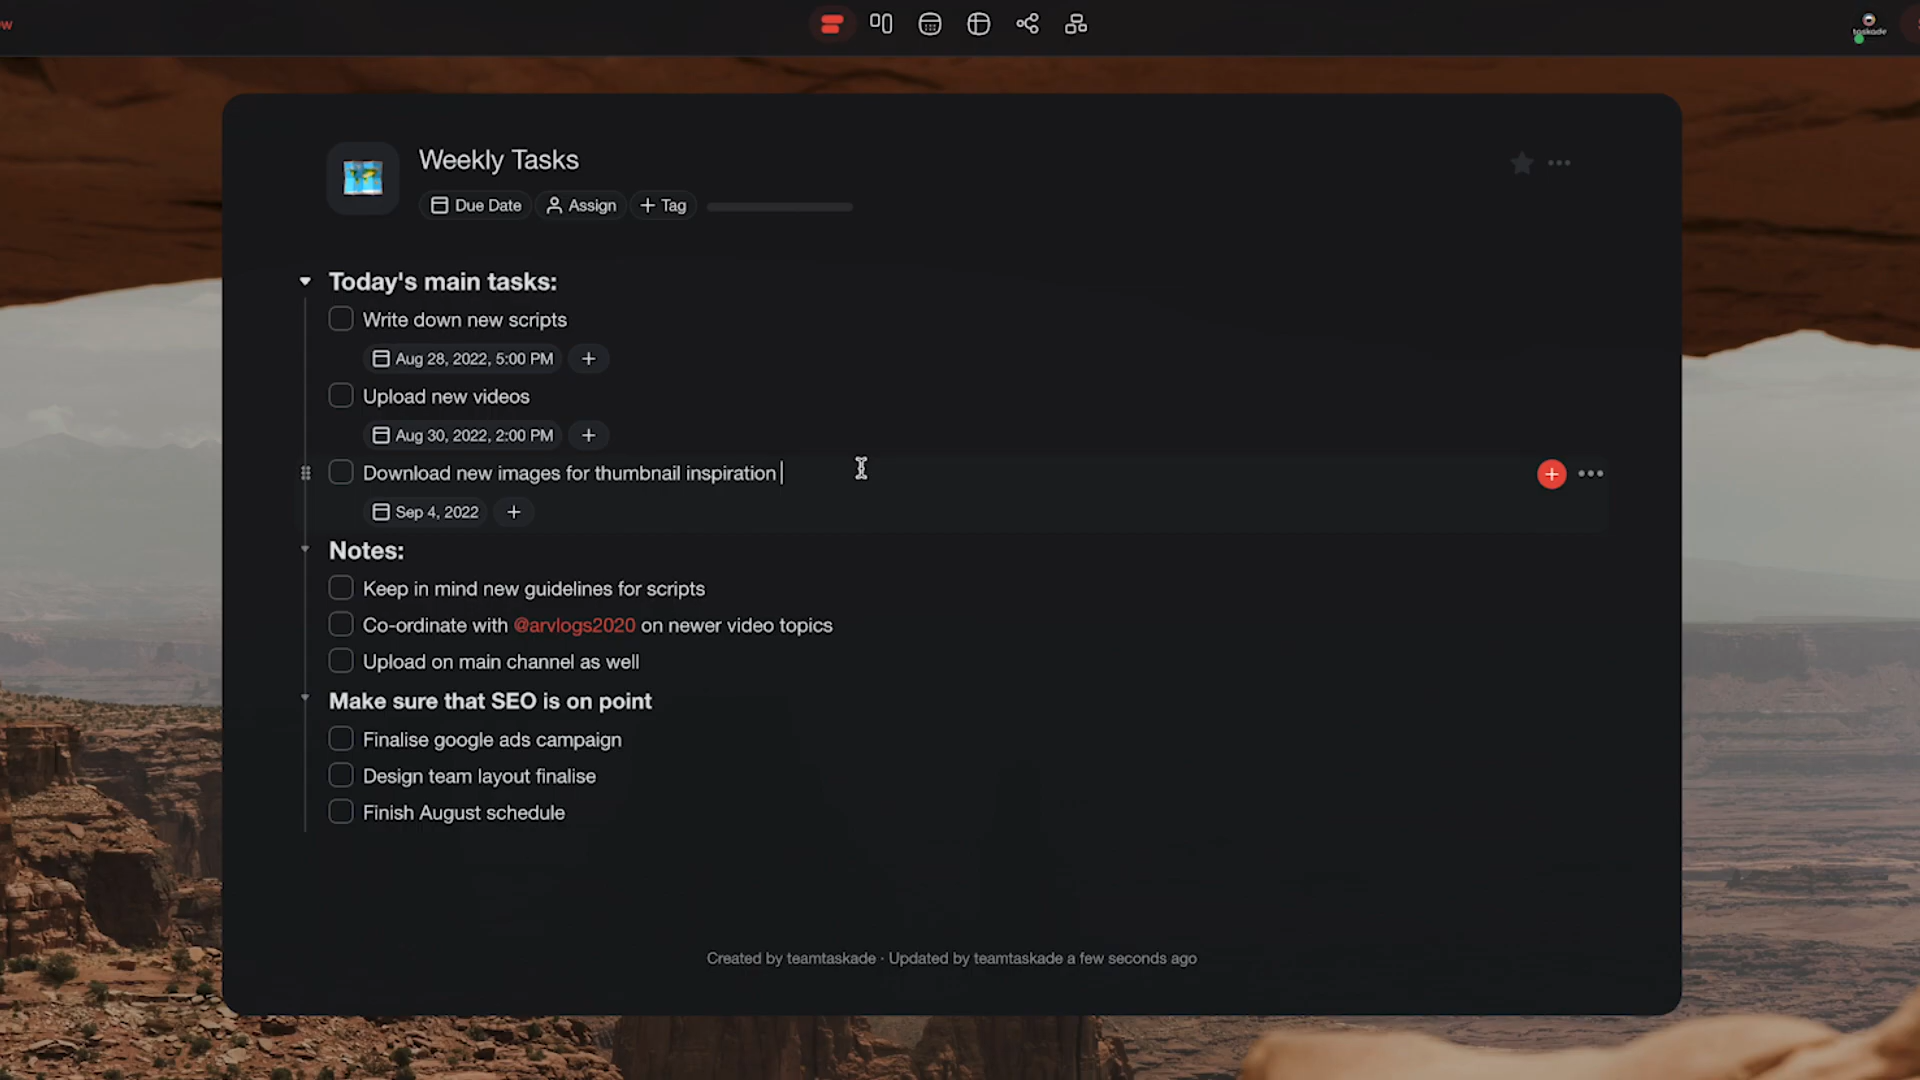 Weekly Tasks
Due Date Assign + Tag
Today's main tasks:
Write down new scripts
Aug 28, 2022, 5:00 PM +
Upload new videos
Aug 30, 2022, 2:00 PM +
Download new images for thumbnail inspiration
Sep 4, 2022 +
Notes:
Keep in mind new guidelines for scripts
Co-ordinate with @arvlogs2020 on newer video topics
Upload on main channel as well
Make sure that SEO is on point
Finalise google ads campaign
Design team layout finalise
Finish August schedule
Created by teamtaskade · Updated by teamtaskade a few seconds ago
taskade